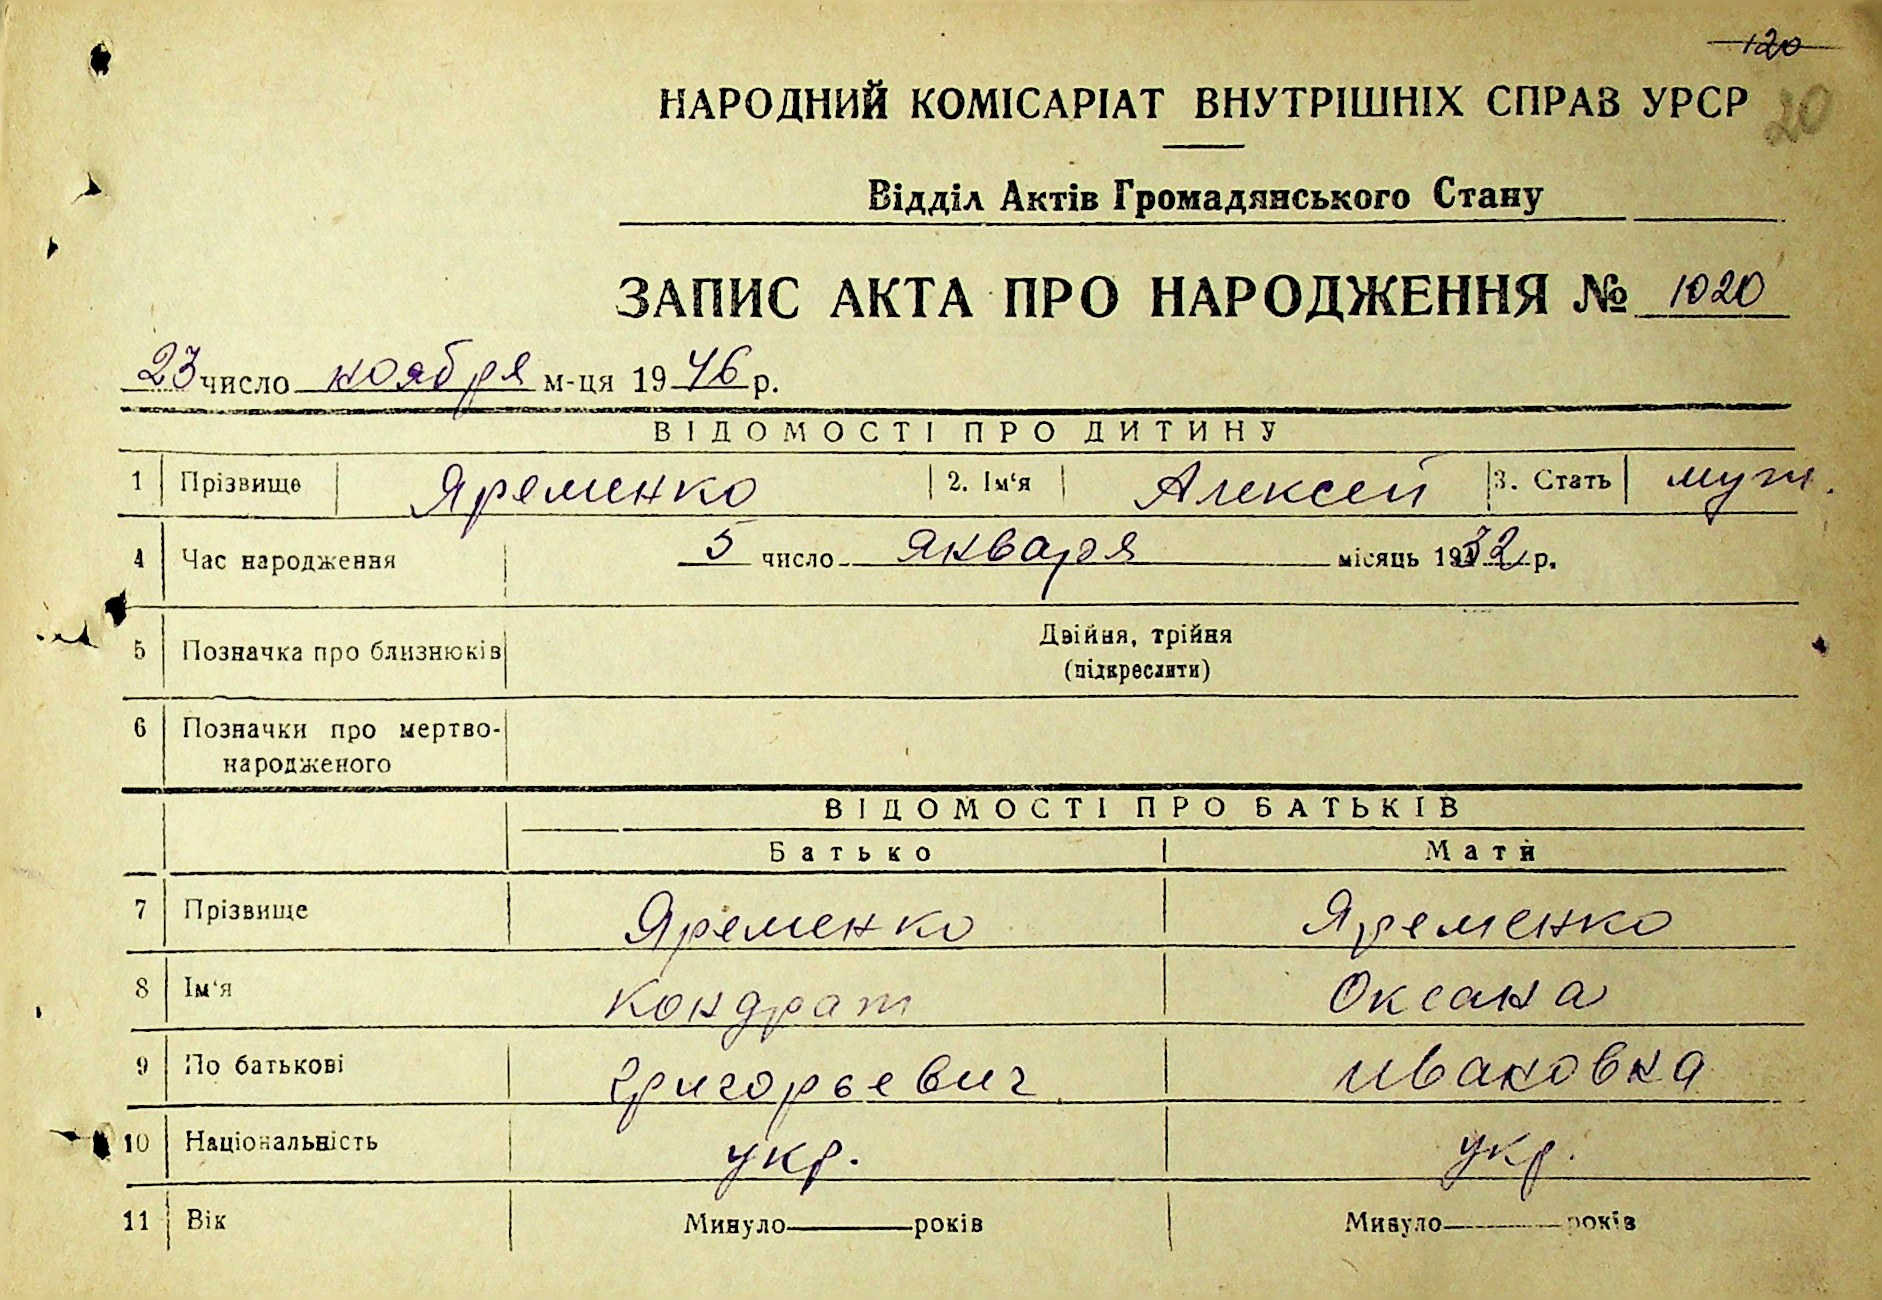 120
НАРОДНИЙ КОМІСАРІАТ ВНУТРІШНІХ СПРАВ УРСР 20
Відділ Актів Громадянського Стану
ЗАПИС АКТА ПРО НАРОДЖЕННЯ № 1020
23 число ноября м-ця 1946 р.
ВІДОМОСТІ ПРО ДИТИНУ
1 Прізвище Яременко 2. Ім'я Алексей 3. Стать муж.
4 Час народження 5 число января місяць 1932 р.
5 Позначка про близнюків Двійня, трійня
(підкреслити)
6 Позначки про мертво-
народженого
ВІДОМОСТІ ПРО БАТЬКІВ
Батько Мати
7 Прізвище Яременко Яременко
8 Ім'я Кондрат Оксана
9 По батькові Григорьевич Ивановна
10 Національність укр. укр.
11 Вік Минуло років Минуло років